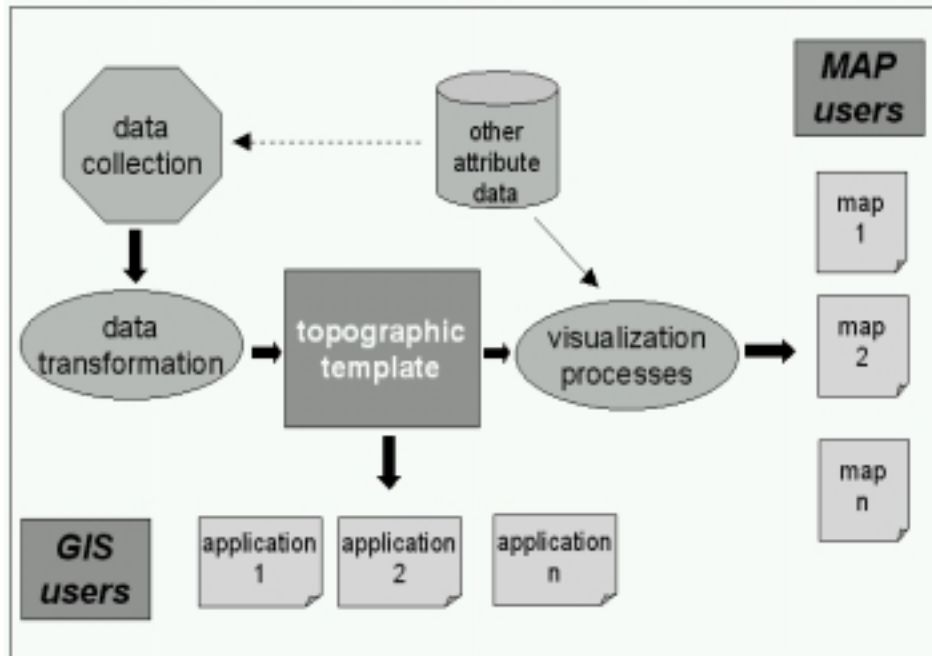 MAP
users
data
collection
other
attribute
data
map
1
data
transformation
topographic
template
visualization
processes
map
2
map
n
GIS
users
application
1
application
2
application
n